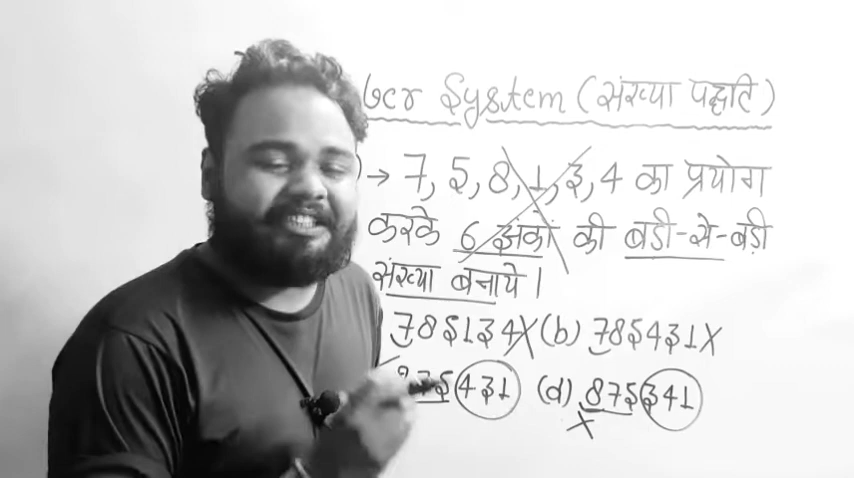 ber System (संख्या पद्धति)
) → 7, 5, 8, 1, 3, 4 का प्रयोग
करके 6 अंकों की बडी-से-बड़ी
संख्या बनाये।
785134 X (b) 785431 X
875431 (d) 875341
X